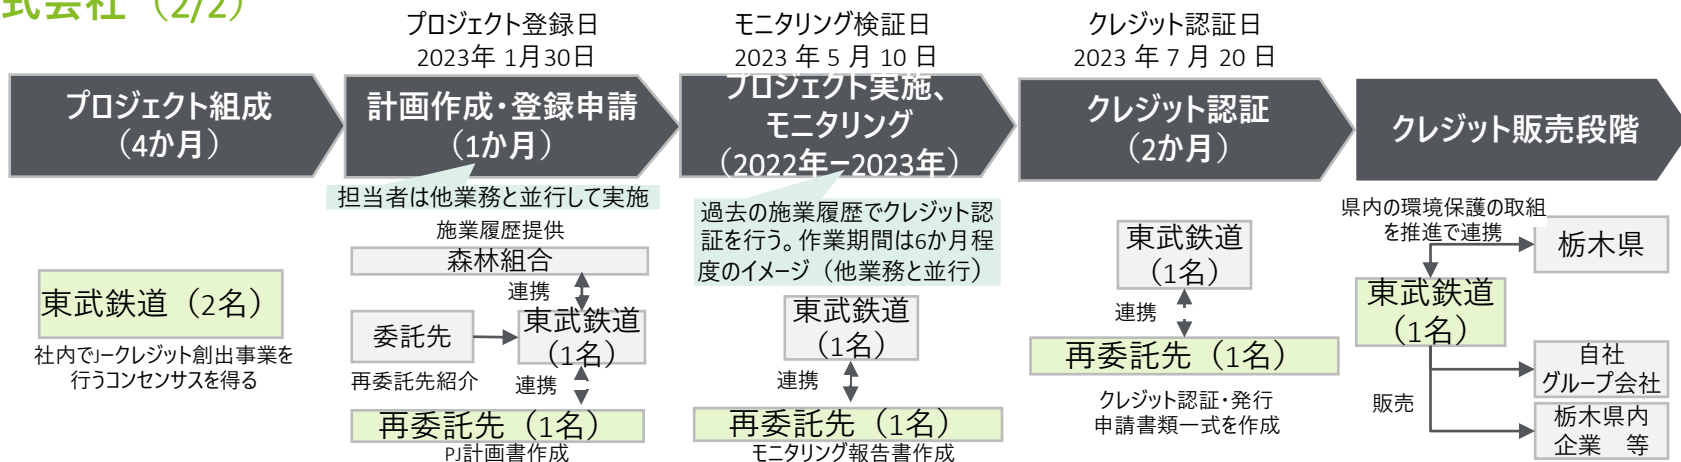 式会社（2/2）
プロジェクト登録日
2023年 1月30日
モニタリング検証日
2023 年 5 月 10 日
クレジット認証日
2023 年 7 月 20 日
プロジェクト組成
（4か月）
計画作成・登録申請
（1か月）
プロジェクト実施、
モニタリング
（2022年ー2023年）
クレジット認証
（2か月）
クレジット販売段階
東武鉄道（2名）
社内でJ-クレジット創出事業を
行うコンセンサスを得る
担当者は他業務と並行して実施
施業履歴提供
森林組合
連携
委託先
再委託先紹介
東武鉄道
（1名）
連携
再委託先（1名）
PJ計画書作成
過去の施業履歴でクレジット認
証を行う。作業期間は6か月程
度のイメージ（他業務と並行）
東武鉄道
（1名）
連携
再委託先（1名）
モニタリング報告書作成
東武鉄道
（1名）
連携
再委託先（1名）
クレジット認証・発行
申請書類一式を作成
県内の環境保護の取組
を推進で連携
栃木県
東武鉄道
（1名）
販売
自社
グループ会社
栃木県内
企業　等